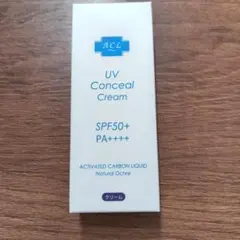 ACL
UV
Conceal
Cream
SPF50+
PA++++
ACTIVATED CARBON LIQUID
Natural Ochre
クリーム